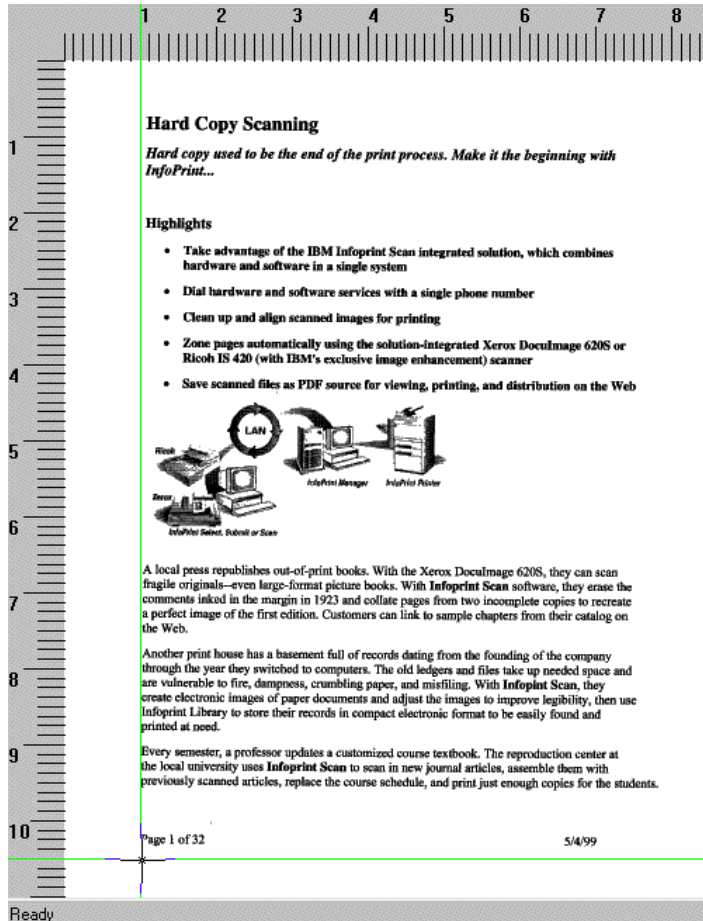 1 2 3 4 5 6 7 8
1
2
3
4
5
6
7
8
9
10
Hard Copy Scanning
Hard copy used to be the end of the print process. Make it the beginning with
InfoPrint...
Highlights
• Take advantage of the IBM Infoprint Scan integrated solution, which combines
hardware and software in a single system
• Dial hardware and software services with a single phone number
• Clean up and align scanned images for printing
• Zone pages automatically using the solution-integrated Xerox DocuImage 620S or
Ricoh IS 420 (with IBM's exclusive image enhancement) scanner
• Save scanned files as PDF source for viewing, printing, and distribution on the Web
LAN
Ricoh
InfoPrint Manager
InfoPrint Printer
Xerox
InfoPrint Select, Submit or Scan
A local press republishes out-of-print books. With the Xerox DocuImage 620S, they can scan
fragile originals--even large-format picture books. With Infoprint Scan software, they erase the
comments inked in the margin in 1923 and collate pages from two incomplete copies to recreate
a perfect image of the first edition. Customers can link to sample chapters from their catalog on
the Web.
Another print house has a basement full of records dating from the founding of the company
through the year they switched to computers. The old ledgers and files take up needed space and
are vulnerable to fire, dampness, crumbling paper, and misfiling. With Infopint Scan, they
create electronic images of paper documents and adjust the images to improve legibility, then use
Infoprint Library to store their records in compact electronic format to be easily found and
printed at need.
Every semester, a professor updates a customized course textbook. The reproduction center at
the local university uses Infoprint Scan to scan in new journal articles, assemble them with
previously scanned articles, replace the course schedule, and print just enough copies for the students.
Page 1 of 32 5/4/99
Ready